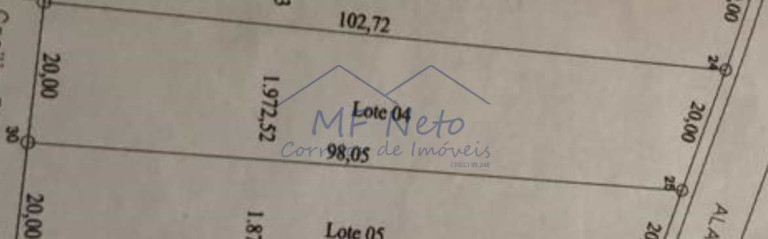 102,72
24
20,00
20,00
1.972,52
Lote 04
MF Neto
Corretor de Imóveis
98,05
30
25
20,00
Lote 05